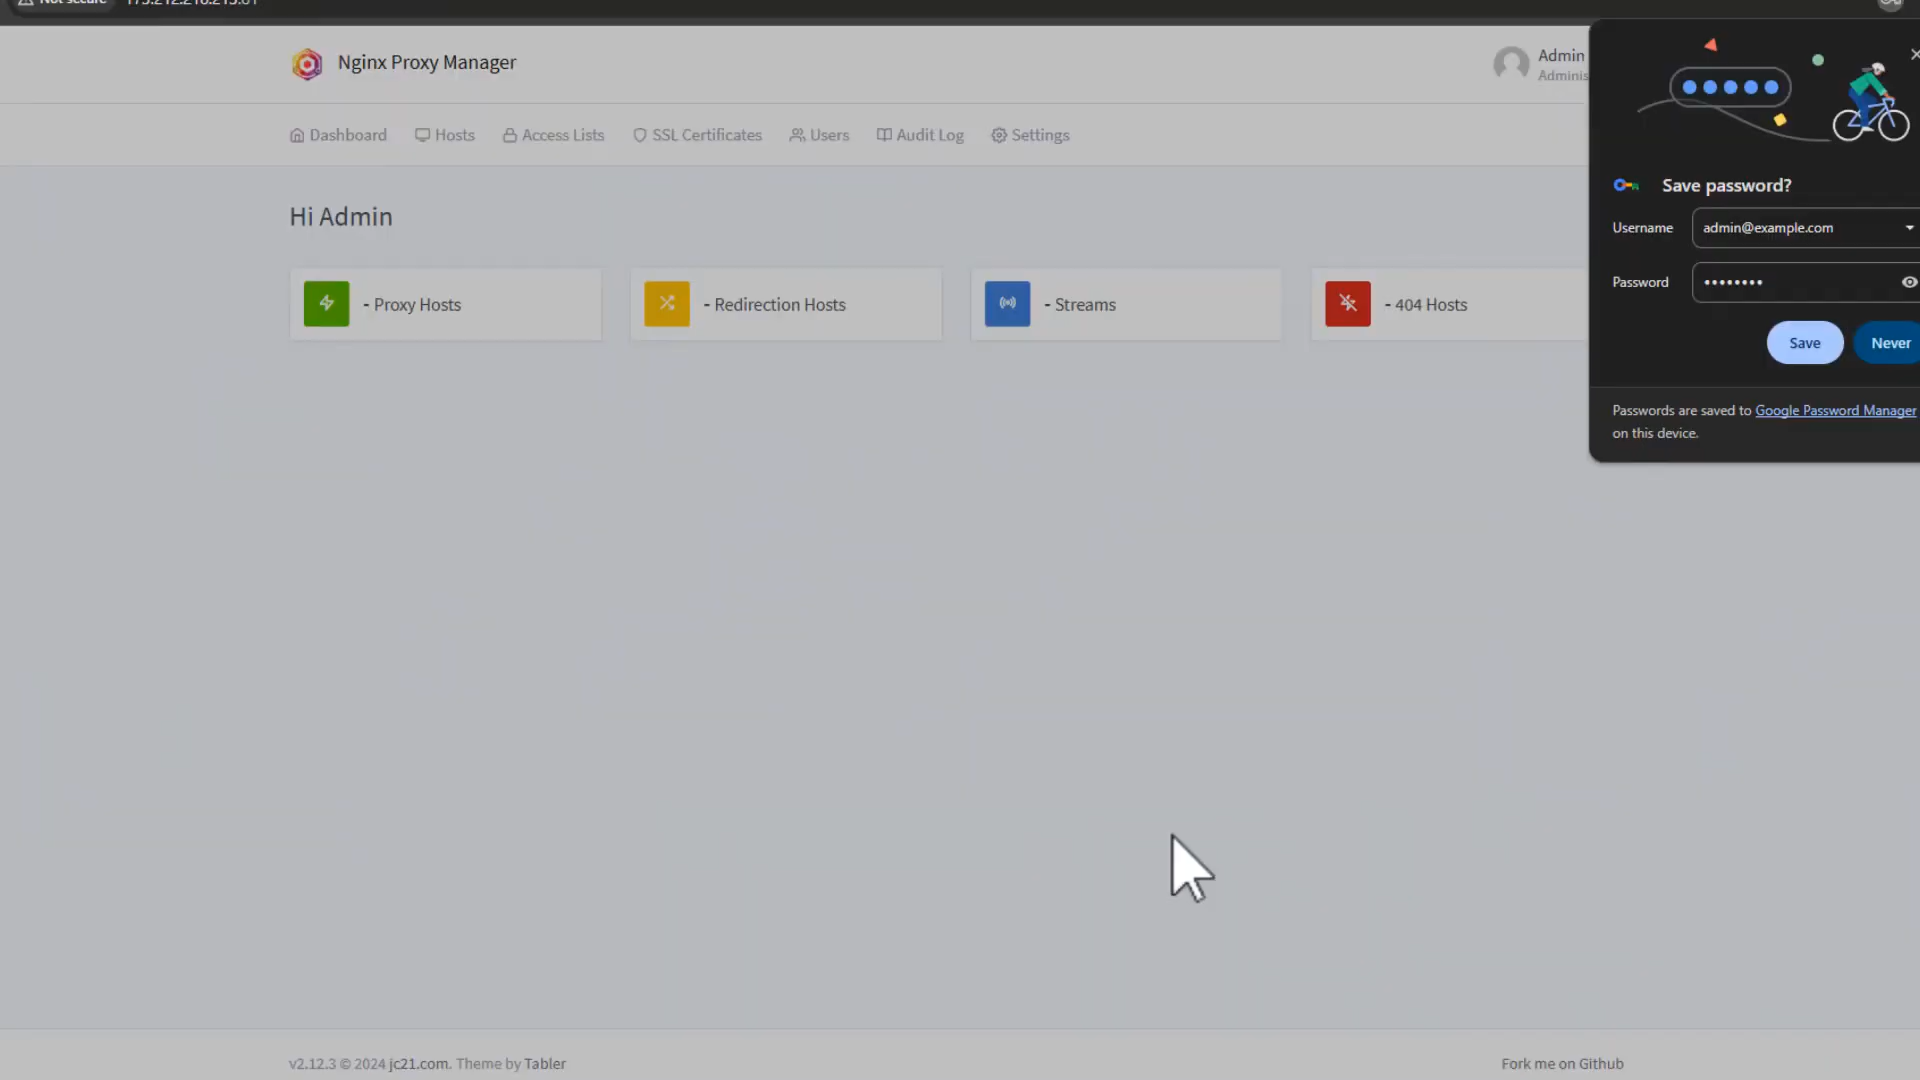 Not secure
Nginx Proxy Manager
Admin
Dashboard Hosts Access Lists SSL Certificates Users Audit Log Settings
Hi Admin
- Proxy Hosts
- Redirection Hosts
- Streams
- 404 Hosts
Save password?
Username admin@example.com
Password ••••••••
Save Never
Passwords are saved to Google Password Manager
on this device.
v2.12.3 © 2024 jc21.com. Theme by Tabler
Fork me on Github